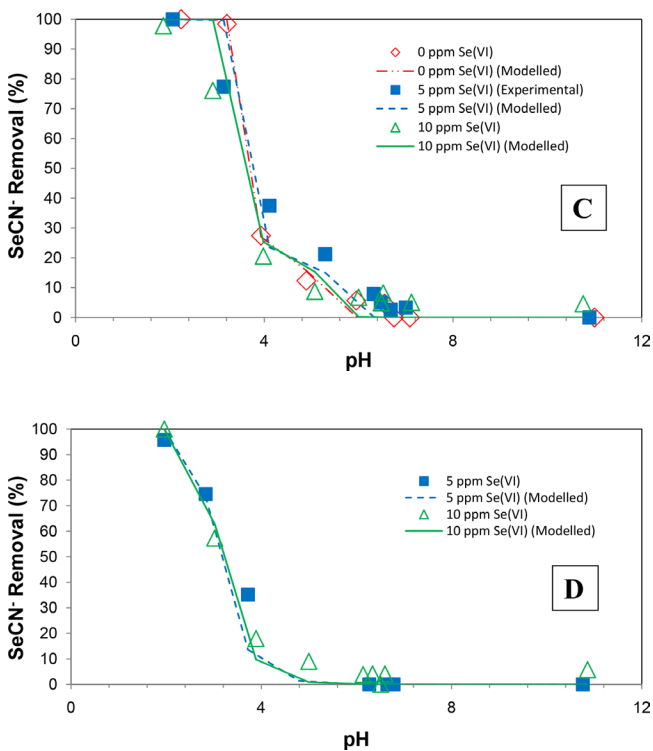 100
90
80
70
60
50
40
30
20
10
0
SeCN⁻ Removal (%)
0 ppm Se(VI)
0 ppm Se(VI) (Modelled)
5 ppm Se(VI) (Experimental)
5 ppm Se(VI) (Modelled)
10 ppm Se(VI)
10 ppm Se(VI) (Modelled)
C
0
4
8
12
pH
100
90
80
70
60
50
40
30
20
10
0
SeCN⁻ Removal (%)
5 ppm Se(VI)
5 ppm Se(VI) (Modelled)
10 ppm Se(VI)
10 ppm Se(VI) (Modelled)
D
0
4
8
12
pH